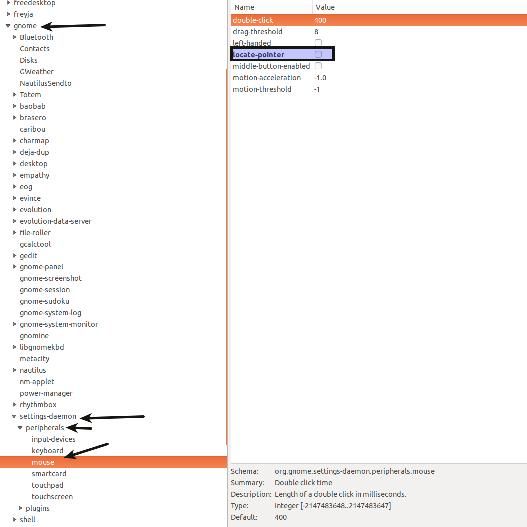 freedesktop
freyja
gnome
Bluetooth
Contacts
Disks
GWeather
NautilusSendto
Totem
baobab
brasero
caribou
charmap
deja-dup
desktop
empathy
eog
evince
evolution
evolution-data-server
file-roller
gcalctool
gedit
gnome-panel
gnome-screenshot
gnome-session
gnome-sudoku
gnome-system-log
gnome-system-monitor
gnomine
libgnomekbd
metacity
nautilus
nm-applet
power-manager
rhythmbox
settings-daemon
peripherals
input-devices
keyboard
mouse
smartcard
touchpad
touchscreen
plugins
shell
Name Value
double-click 400
drag-threshold 8
left-handed
locate-pointer
middle-button-enabled
motion-acceleration -1.0
motion-threshold -1
Schema: org.gnome.settings-daemon.peripherals.mouse
Summary: Double click time
Description: Length of a double click in milliseconds.
Type: Integer [-2147483648..2147483647]
Default: 400